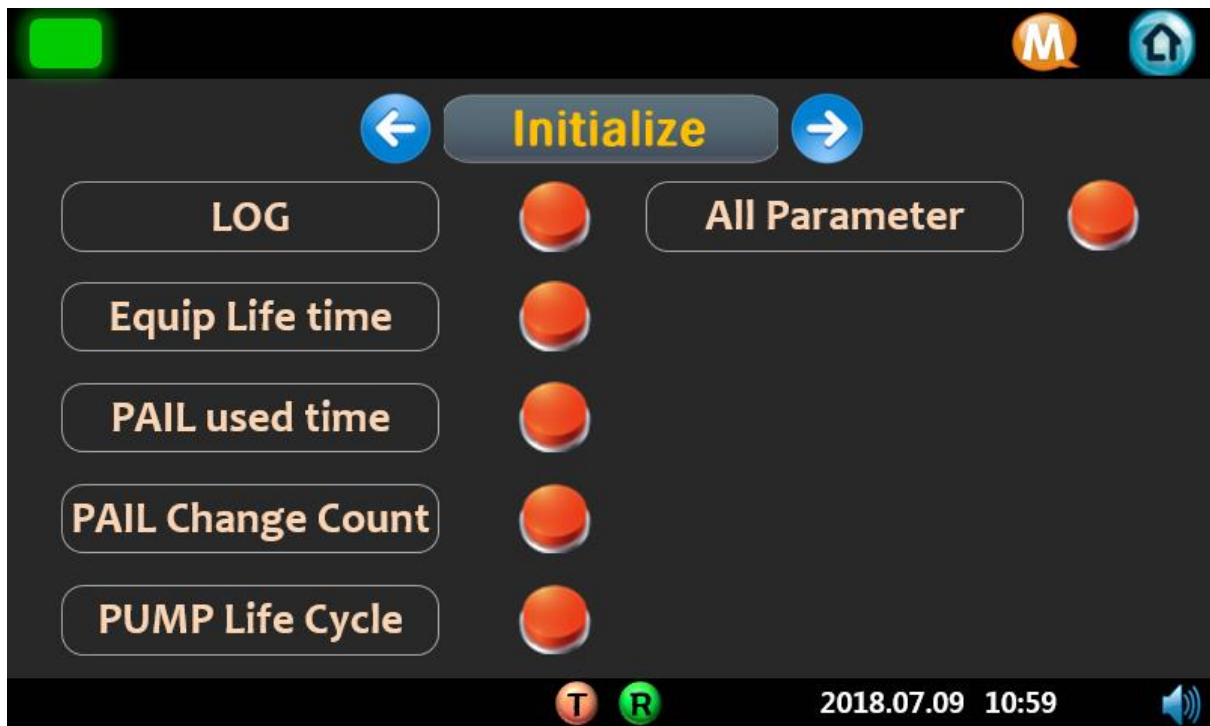 M
Initialize
LOG
All Parameter
Equip Life time
PAIL used time
PAIL Change Count
PUMP Life Cycle
T R 2018.07.09 10:59